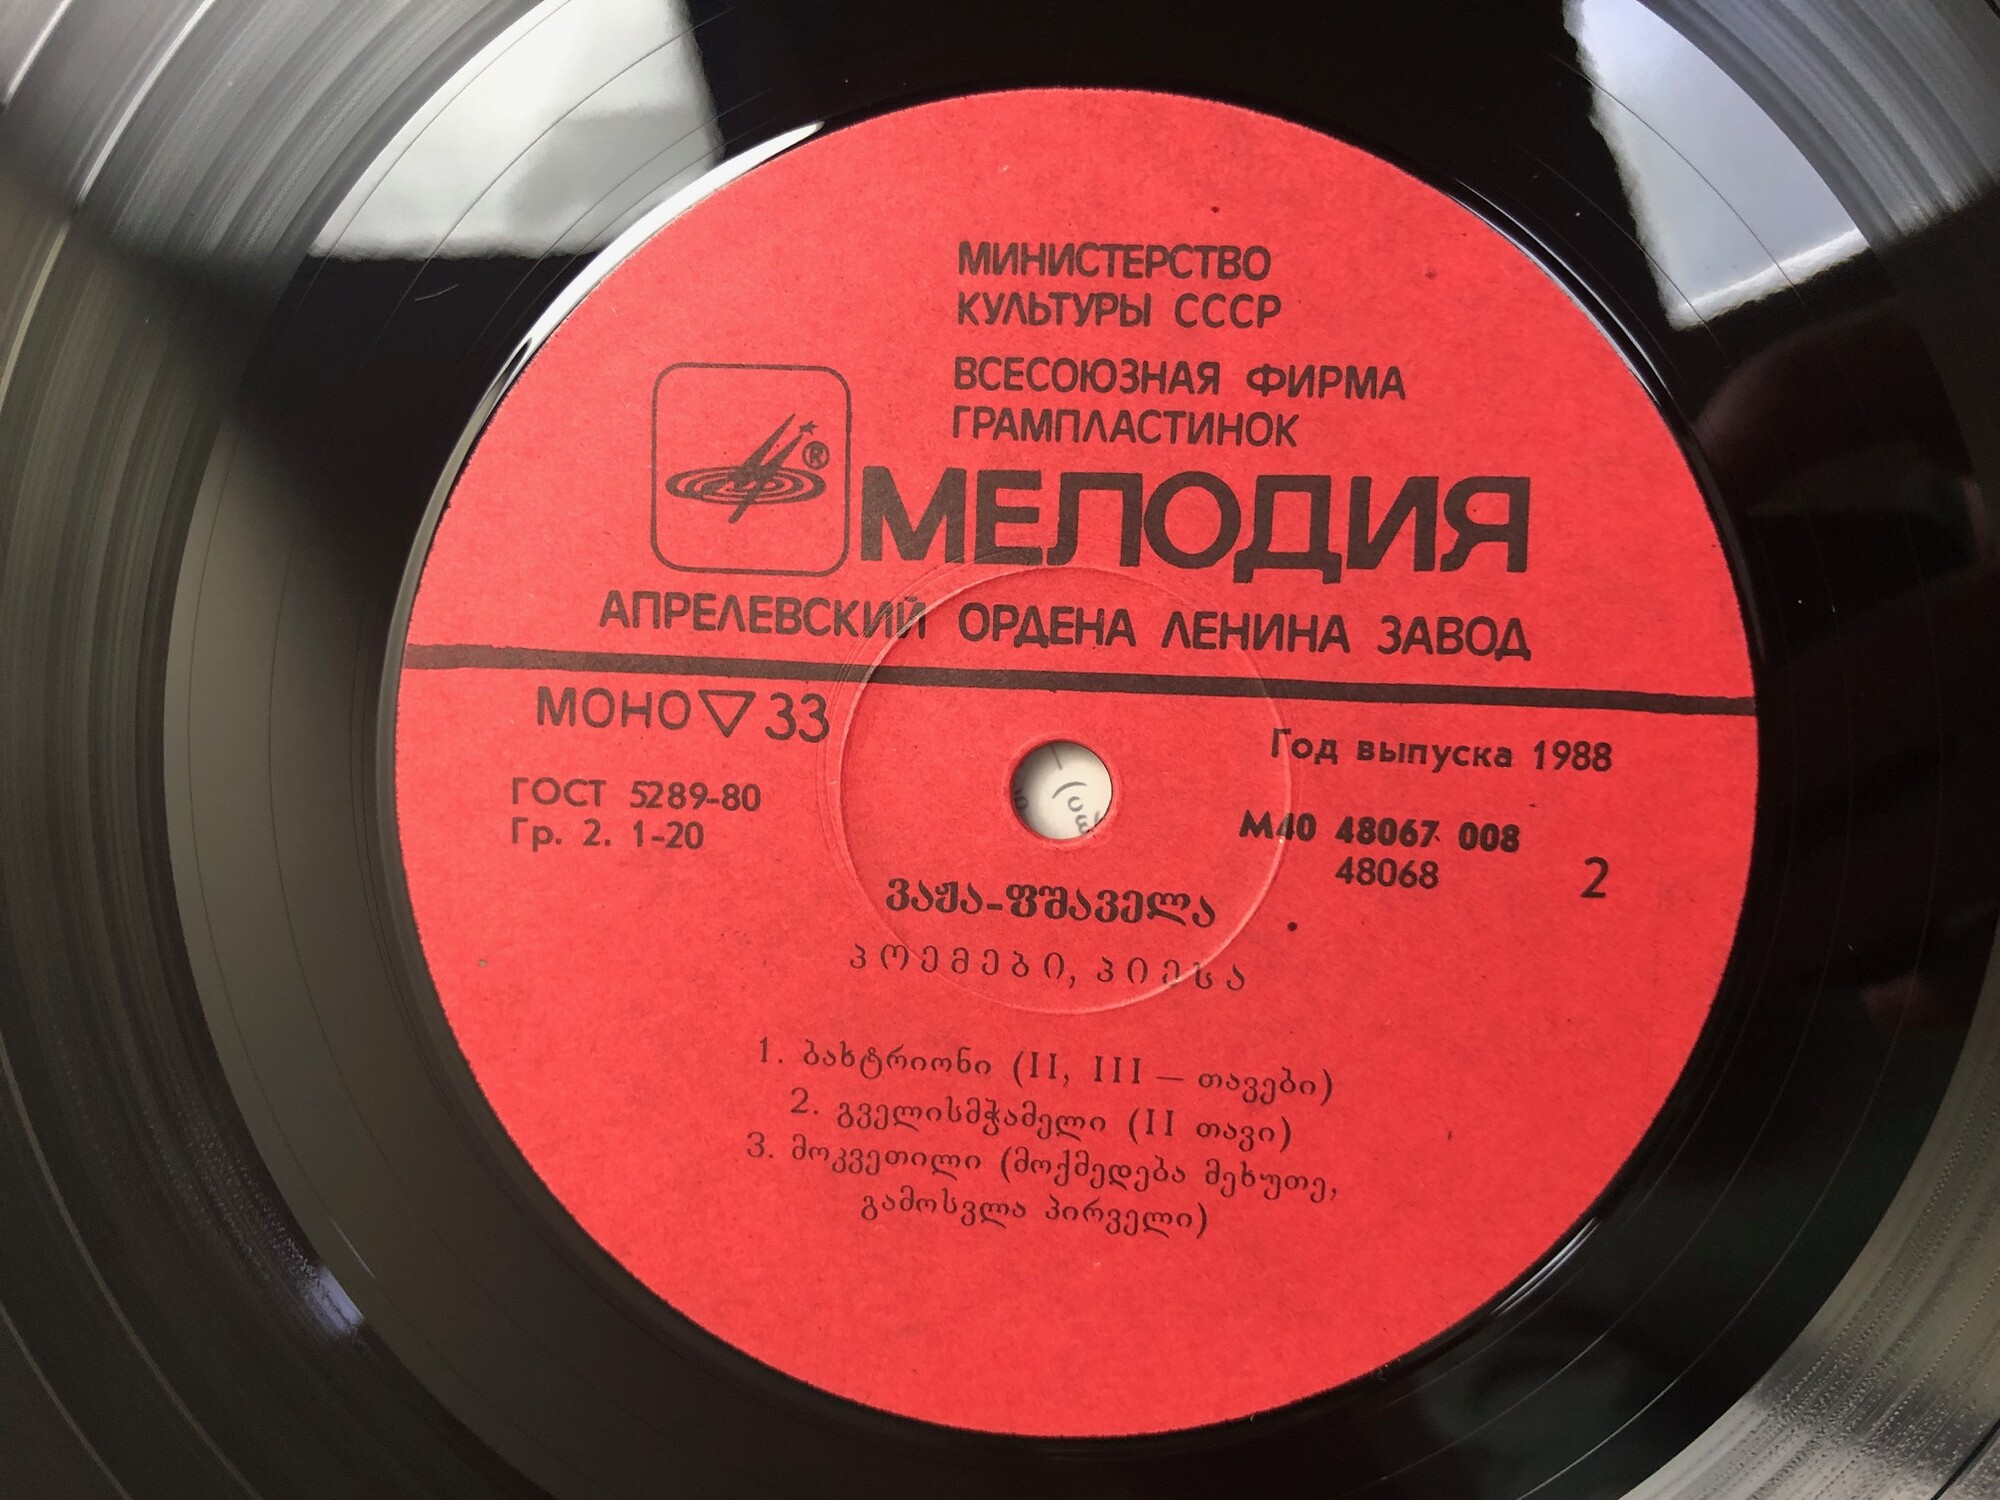 МИНИСТЕРСТВО
КУЛЬТУРЫ СССР
ВСЕСОЮЗНАЯ ФИРМА
ГРАМПЛАСТИНОК
®
МЕЛОДИЯ
АПРЕЛЕВСКИЙ ОРДЕНА ЛЕНИНА ЗАВОД
МОНО ▽ 33
ГОСТ 5289-80
Гр. 2. 1-20
Год выпуска 1988
М40 48067 008
48068
2
ვაჟა-ფშაველა
პოემები, პიესა
1. ბახტრიონი (II, III — თავები)
2. გველისმჭამელი (II თავი)
3. მოკვეთილი (მოქმედება მეხუთე,
გამოსვლა პირველი)